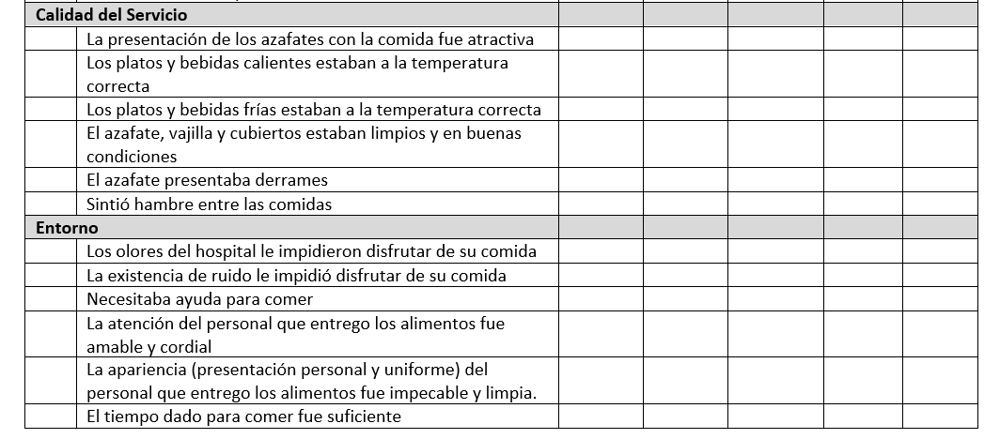 Calidad del Servicio
La presentación de los azafates con la comida fue atractiva
Los platos y bebidas calientes estaban a la temperatura
correcta
Los platos y bebidas frías estaban a la temperatura correcta
El azafate, vajilla y cubiertos estaban limpios y en buenas
condiciones
El azafate presentaba derrames
Sintió hambre entre las comidas
Entorno
Los olores del hospital le impidieron disfrutar de su comida
La existencia de ruido le impidió disfrutar de su comida
Necesitaba ayuda para comer
La atención del personal que entrego los alimentos fue
amable y cordial
La apariencia (presentación personal y uniforme) del
personal que entrego los alimentos fue impecable y limpia.
El tiempo dado para comer fue suficiente